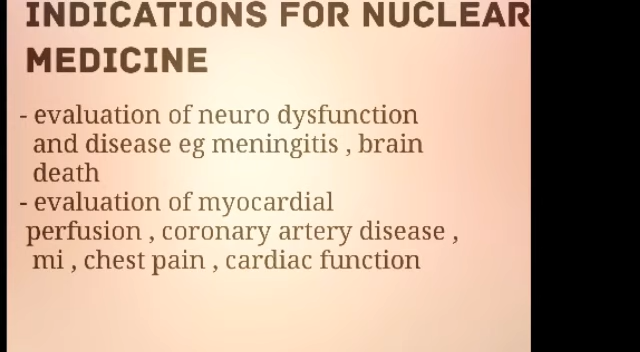 INDICATIONS FOR NUCLEAR
MEDICINE
- evaluation of neuro dysfunction
and disease eg meningitis , brain
death
- evaluation of myocardial
perfusion , coronary artery disease ,
mi , chest pain , cardiac function